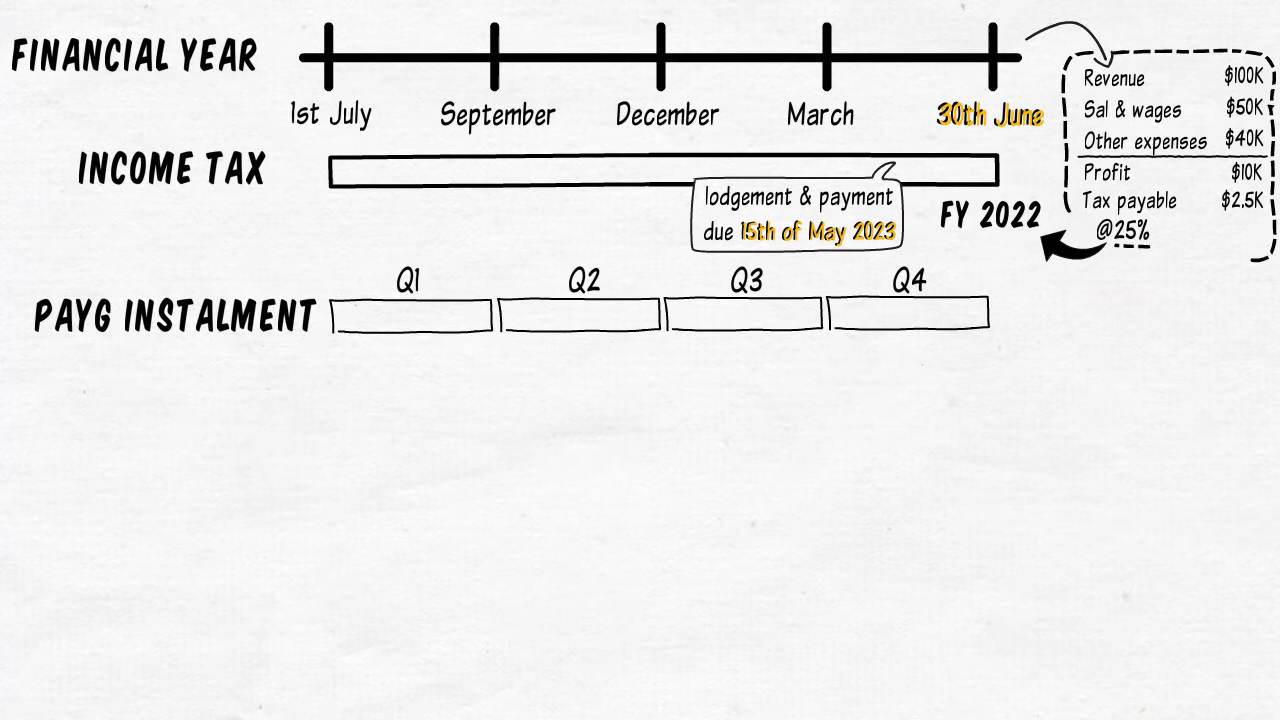 FINANCIAL YEAR
1st July September December March 30th June
Revenue $100K
Sal & wages $50K
Other expenses $40K
Profit $10K
Tax payable $2.5K
@25%
INCOME TAX
lodgement & payment
due 15th of May 2023
FY 2022
Q1 Q2 Q3 Q4
PAYG INSTALMENT